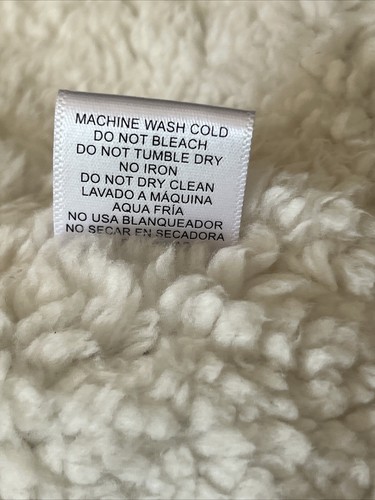 MACHINE WASH COLD
DO NOT BLEACH
DO NOT TUMBLE DRY
NO IRON
DO NOT DRY CLEAN
LAVADO A MÁQUINA
AQUA FRÍA
NO USA BLANQUEADOR
NO SECAR EN SECADORA